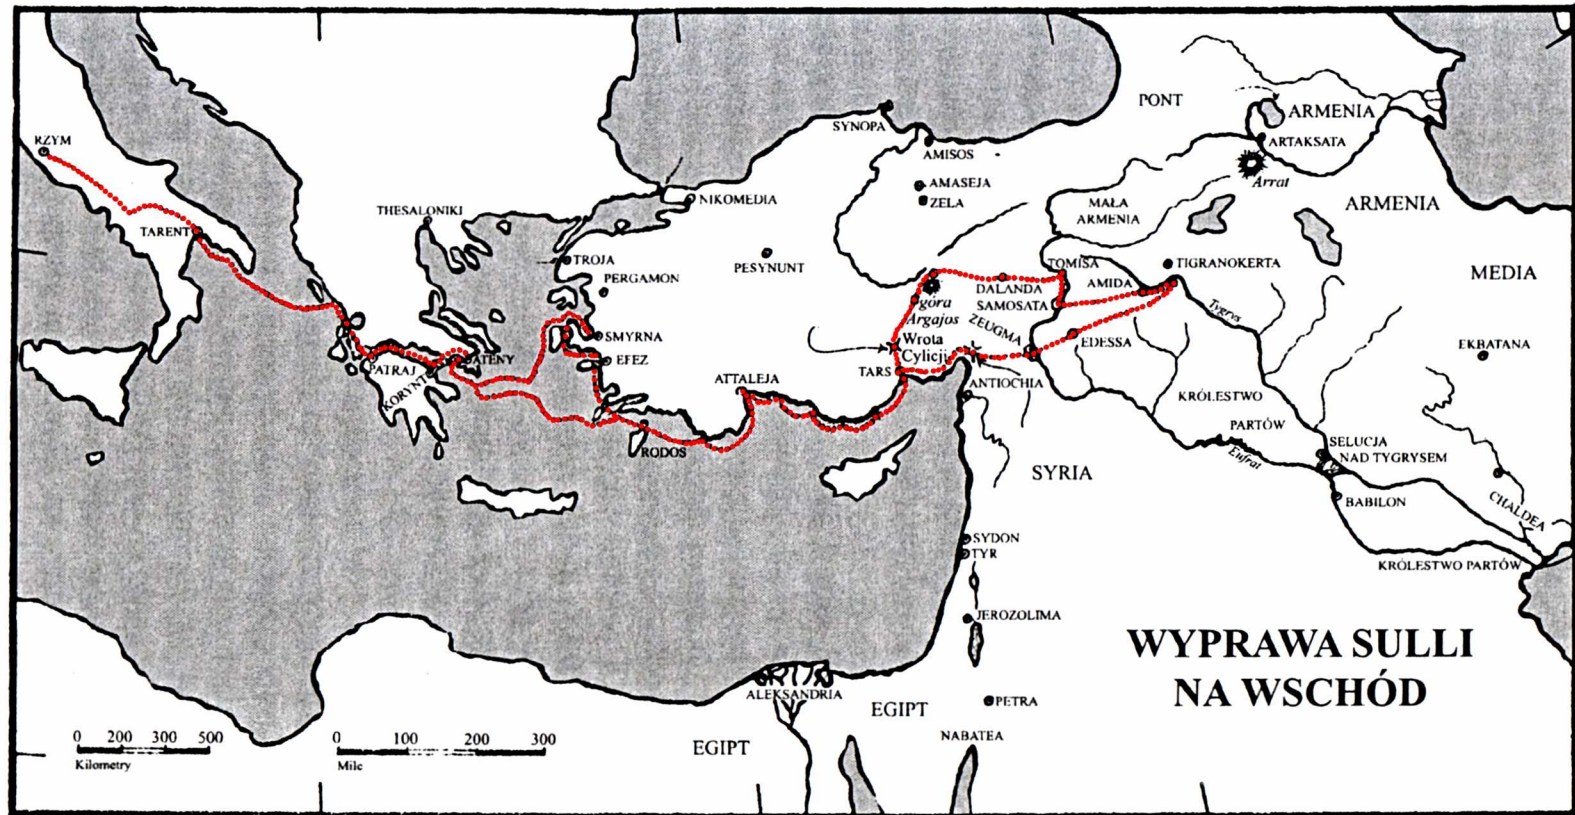 PONT
ARMENIA
SYNOPA
ARTAKSATA
RZYM
AMISOS
AMASEJA
Arrat
ZELA
NIKOMEDIA
MAŁA
ARMENIA
ARMENIA
THESALONIKI
TARENT
TROJA
PESYNUNT
TOMISA
TIGRANOKERTA
MEDIA
PERGAMON
DALANDA
AMIDA
SAMOSATA
góra
Argajos
ZEUGMA
Tygrys
SMYRNA
Wrota
Cylicji
EDESSA
EKBATANA
ATENY
EFEZ
PATRAJ
KORYNT
TARS
ATTALEJA
ANTIOCHIA
KRÓLESTWO
PARTÓW
RODOS
Eufrat
SELUCJA
NAD TYGRYSEM
SYRIA
BABILON
CHALDEA
SYDON
TYR
KRÓLESTWO PARTÓW
JEROZOLIMA
WYPRAWA SULLI
NA WSCHÓD
ALEKSANDRIA
EGIPT
PETRA
NABATEA
EGIPT
0 200 300 500
Kilometry
0 100 200 300
Mile